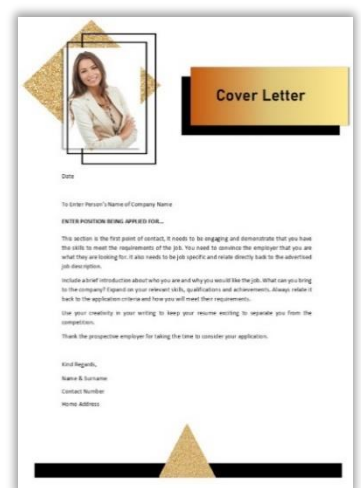 Cover Letter
Date
To Enter Person's Name of Company Name
ENTER POSITION BEING APPLIED FOR...
This section is the first point of contact, it needs to be engaging and demonstrate that you have
the skills to meet the requirements of the job. You need to convince the employer that you are
what they are looking for. It also needs to be job specific and relate directly back to the advertised
job description.
Include a brief introduction about who you are and why you would like the job. What can you bring
to the company? Expand on your relevant skills, qualifications and achievements. Always relate it
back to the application criteria and how you will meet their requirements.
Use your creativity in your writing to keep your resume exciting to separate you from the
competition.
Thank the prospective employer for taking the time to consider your application.
Kind Regards,
Name & Surname
Contact Number
Home Address